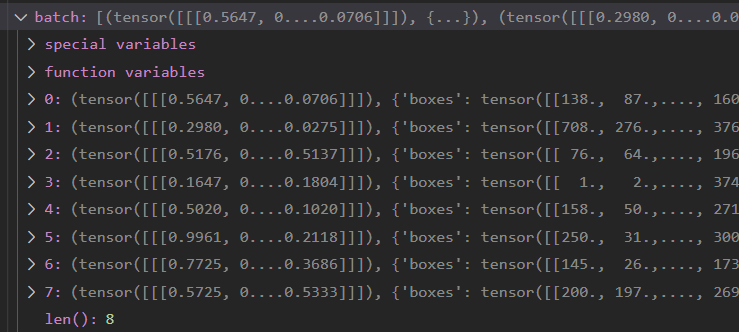 batch: [(tensor([[[0.5647, 0....0.0706]]]), {...}), (tensor([[[0.2980, 0....0.0
special variables
function variables
0: (tensor([[[0.5647, 0....0.0706]]]), {'boxes': tensor([[138.,  87.,...., 160
1: (tensor([[[0.2980, 0....0.0275]]]), {'boxes': tensor([[708., 276.,...., 376
2: (tensor([[[0.5176, 0....0.5137]]]), {'boxes': tensor([[ 76.,  64.,...., 196
3: (tensor([[[0.1647, 0....0.1804]]]), {'boxes': tensor([[  1.,   2.,...., 374
4: (tensor([[[0.5020, 0....0.1020]]]), {'boxes': tensor([[158.,  50.,...., 271
5: (tensor([[[0.9961, 0....0.2118]]]), {'boxes': tensor([[250.,  31.,...., 300
6: (tensor([[[0.7725, 0....0.3686]]]), {'boxes': tensor([[145.,  26.,...., 173
7: (tensor([[[0.5725, 0....0.5333]]]), {'boxes': tensor([[200., 197.,...., 269
len(): 8